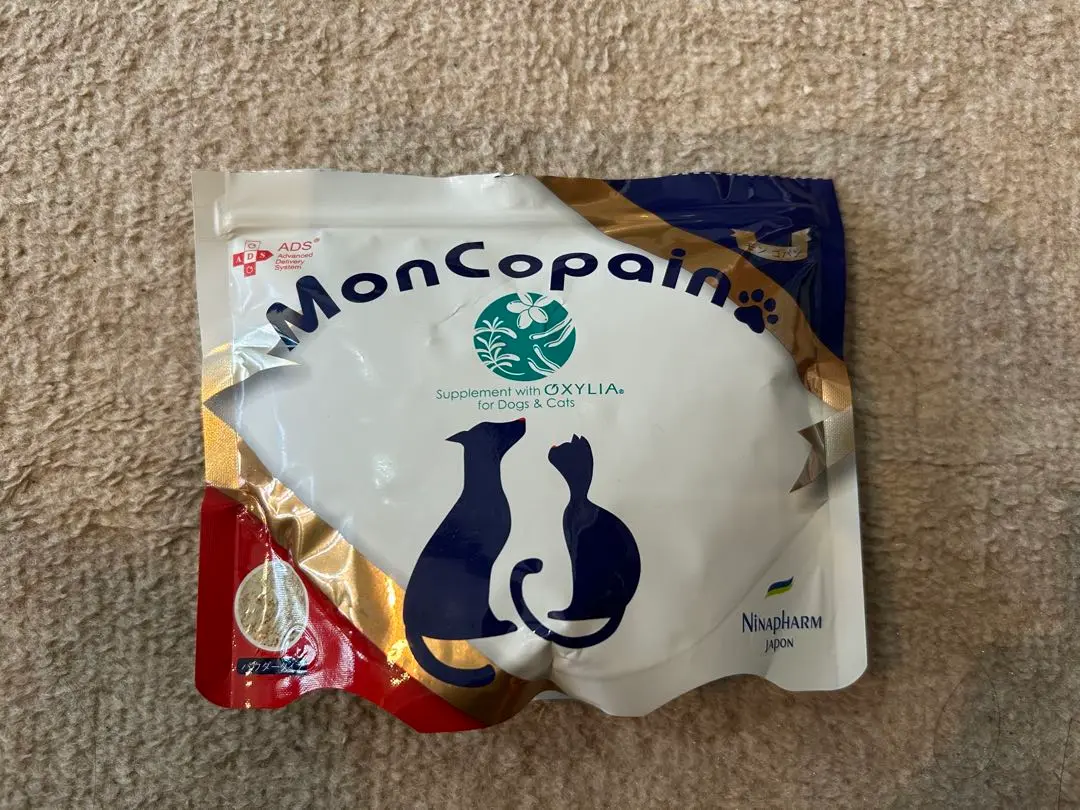 ADS®
Advanced
Delivery
System
A D S
モンコパン
MonCopain
Supplement with OXYLIA®
for Dogs & Cats
パウダータイプ
NINAPHARM
JAPON